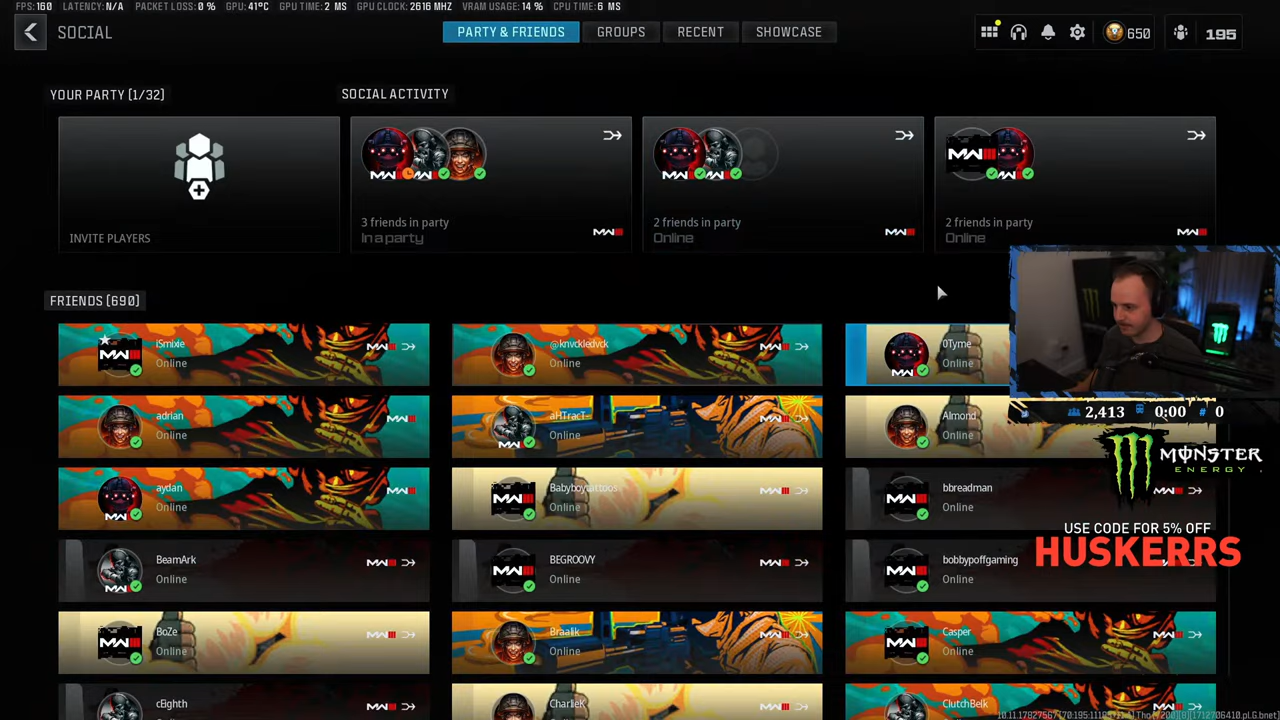 FPS: 160 LATENCY: N/A PACKET LOSS: 0 % GPU: 41°C GPU TIME: 2 MS GPU CLOCK: 2616 MHZ VRAM USAGE: 14 % CPU TIME: 6 MS
SOCIAL
PARTY & FRIENDS
GROUPS
RECENT
SHOWCASE
650
195
YOUR PARTY (1/32)
SOCIAL ACTIVITY
INVITE PLAYERS
3 friends in party
In a party
2 friends in party
Online
2 friends in party
Online
FRIENDS (690)
iSmixie
Online
@knvckledvck
Online
0Tyme
Online
2,413 0:00 # 0
adrian
Online
aHTracT
Online
Almond
Online
MONSTER
ENERGY
aydan
Online
Babyboytattoos
Online
bbreadman
Online
USE CODE FOR 5% OFF
HUSKERRS
BeamArk
Online
BEGROOVY
Online
bobbypoffgaming
Online
BoZe
Online
Braalik
Online
Casper
Online
cEighth
CharlieK
ClutchBelk